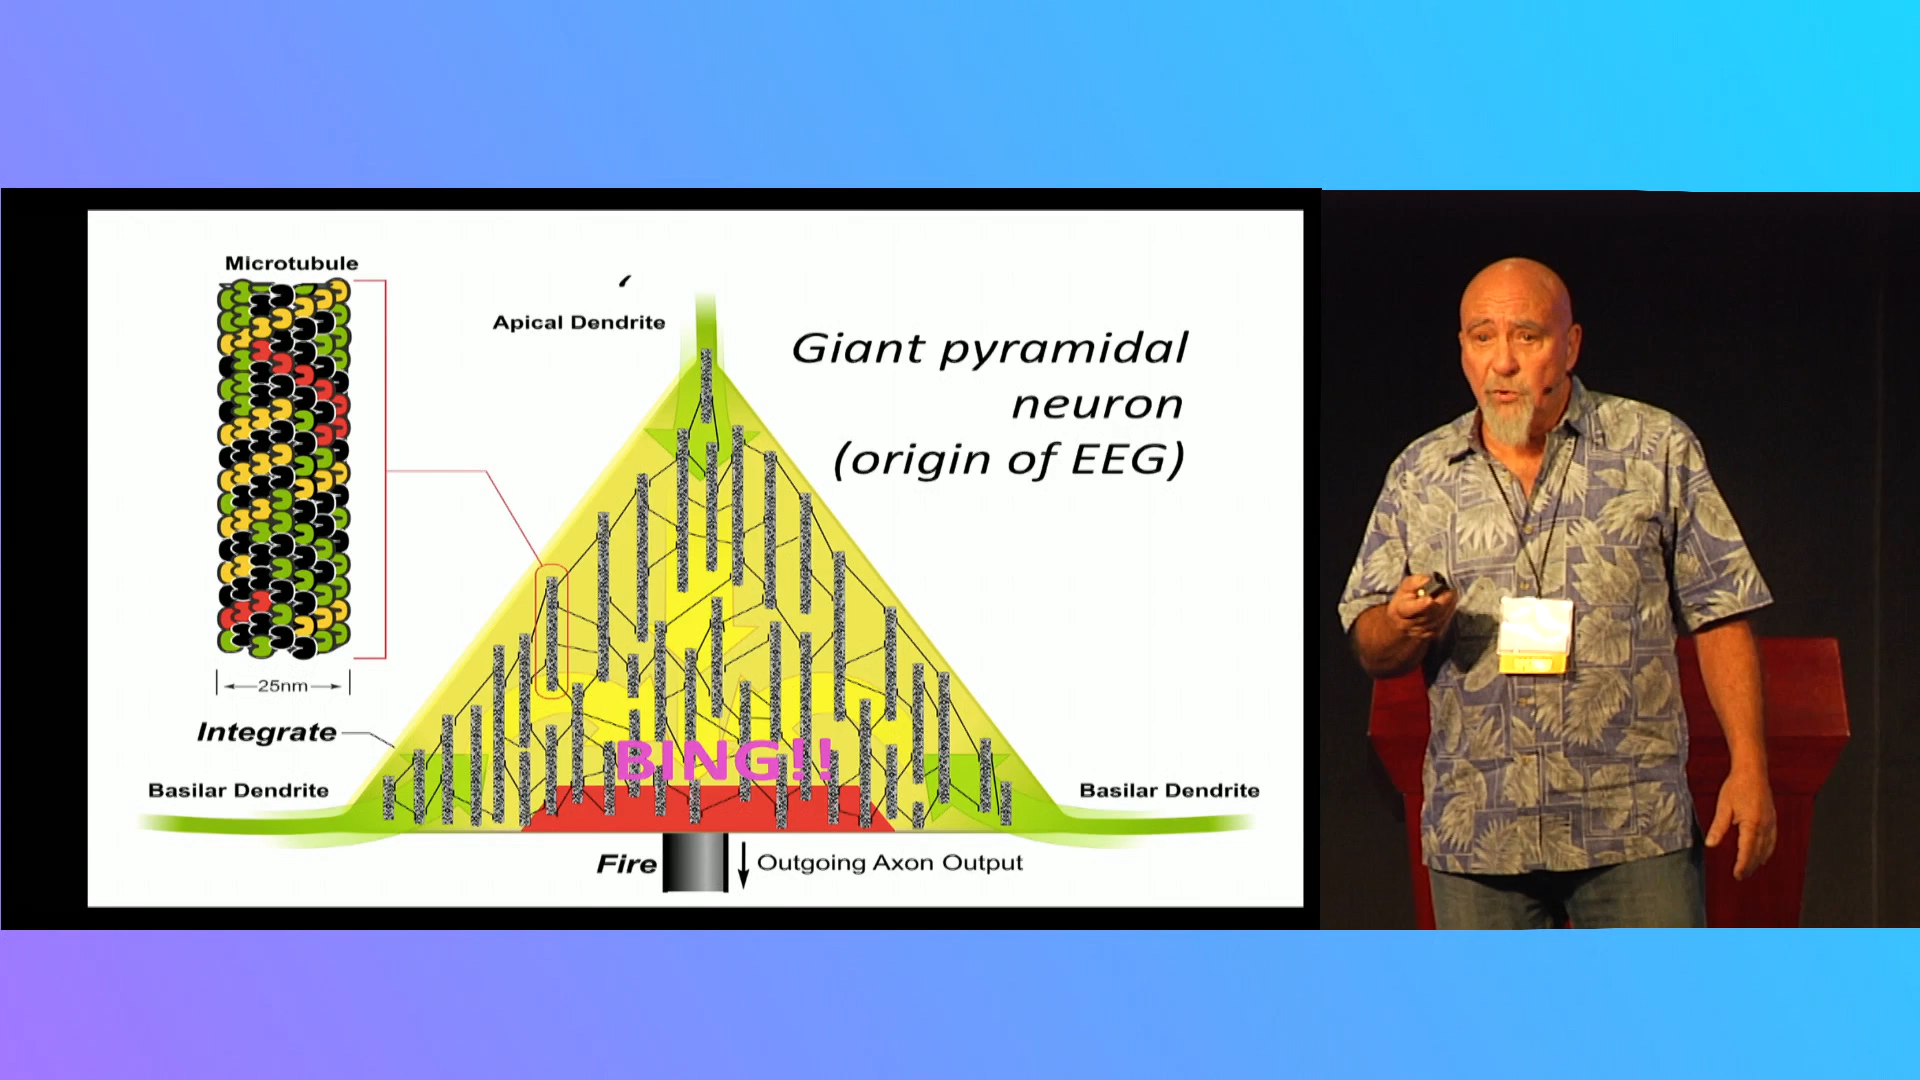 Microtubule
Apical Dendrite
Giant pyramidal
neuron
(origin of EEG)
25nm
Integrate
BING!!
Basilar Dendrite
Basilar Dendrite
Fire
Outgoing Axon Output